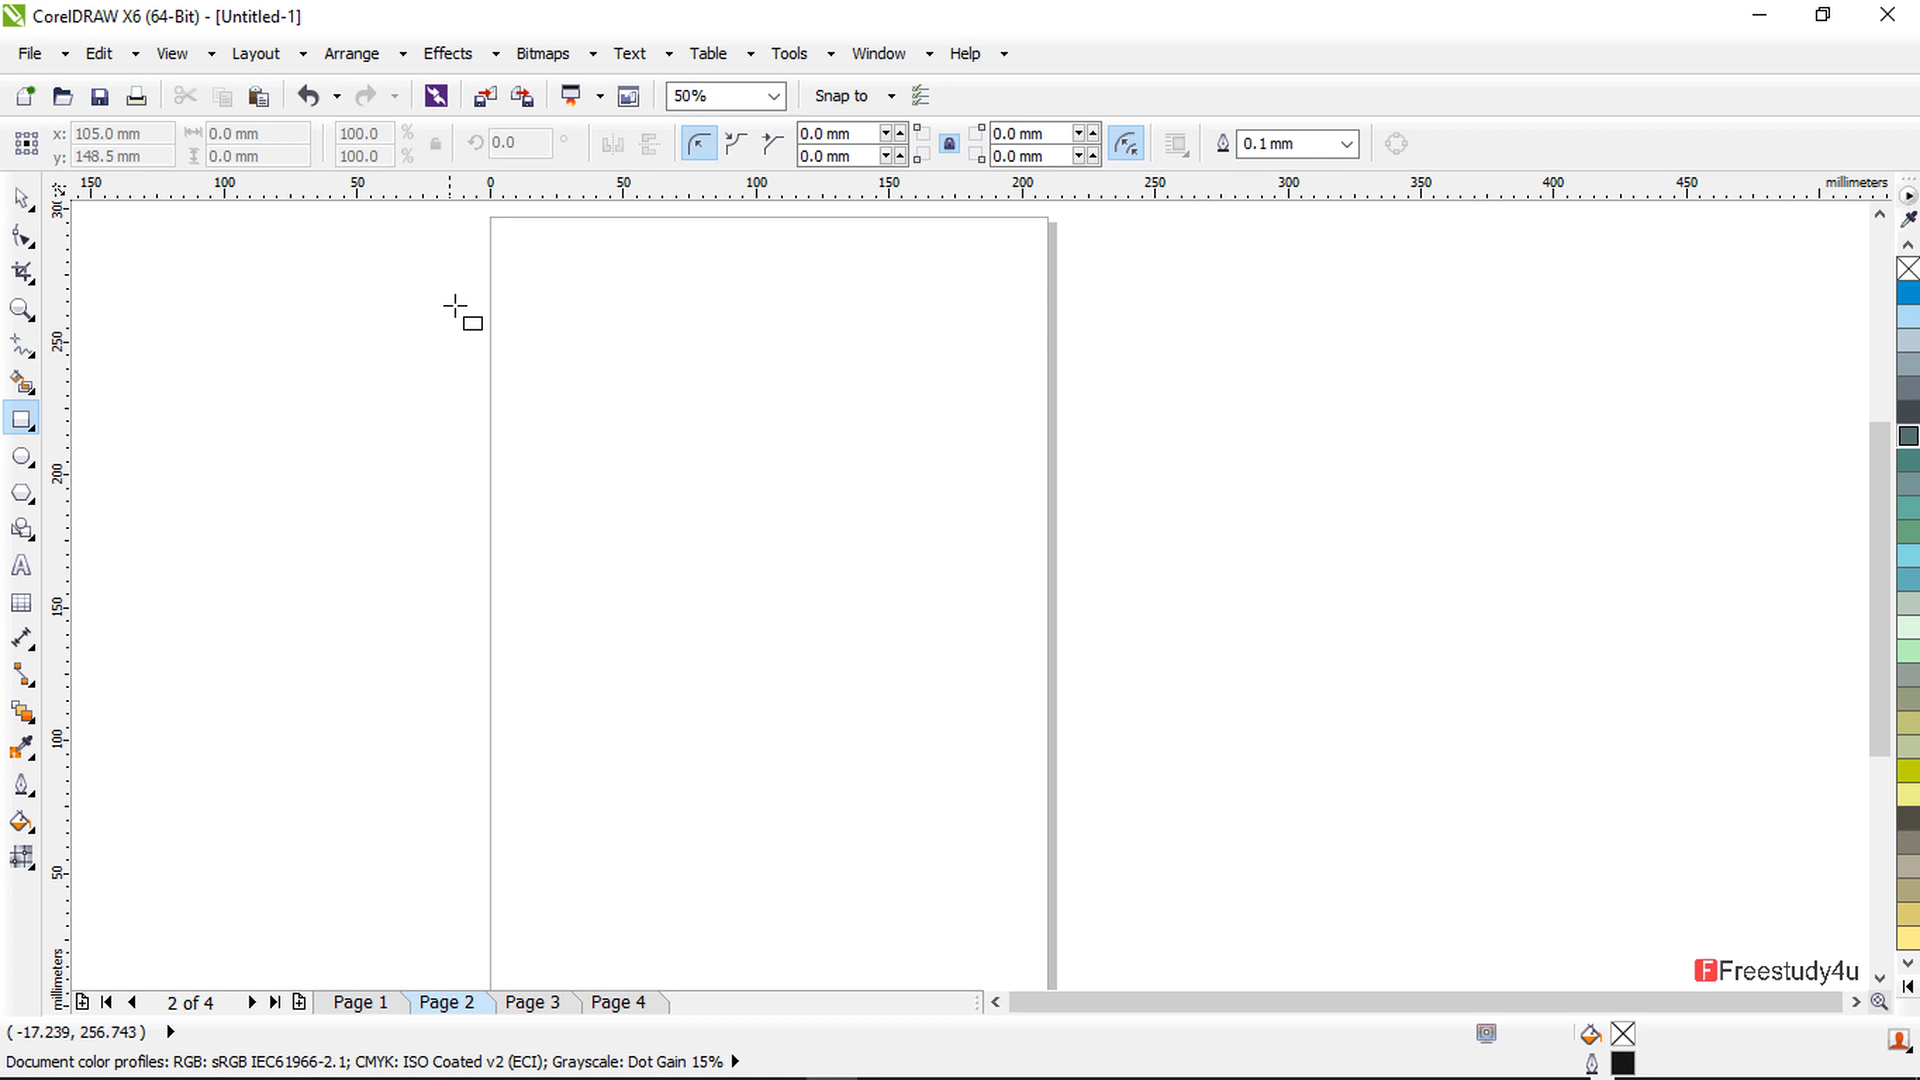 CorelDRAW X6 (64-Bit) - [Untitled-1]
File Edit View Layout Arrange Effects Bitmaps Text Table Tools Window Help
50% Snap to
x: 105.0 mm 0.0 mm 100.0 % 0.0 ° 0.0 mm 0.0 mm 0.1 mm
y: 148.5 mm 0.0 mm 100.0 % 0.0 mm 0.0 mm
150 100 50 0 50 100 150 200 250 300 350 400 450 millimeters
300
250
200
150
100
50
millimeters
Freestudy4u
2 of 4 Page 1 Page 2 Page 3 Page 4
( -17.239, 256.743 )
Document color profiles: RGB: sRGB IEC61966-2.1; CMYK: ISO Coated v2 (ECI); Grayscale: Dot Gain 15%